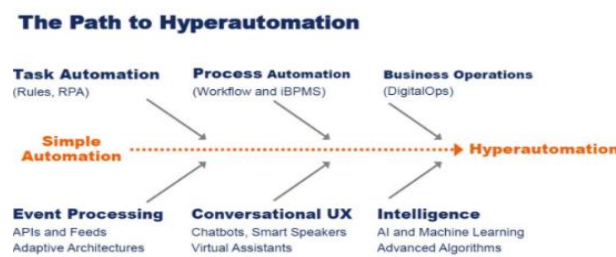 The Path to Hyperautomation
Task Automation
(Rules, RPA)
Process Automation
(Workflow and iBPMS)
Business Operations
(DigitalOps)
Simple
Automation
Hyperautomation
Event Processing
APIs and Feeds
Adaptive Architectures
Conversational UX
Chatbots, Smart Speakers
Virtual Assistants
Intelligence
AI and Machine Learning
Advanced Algorithms